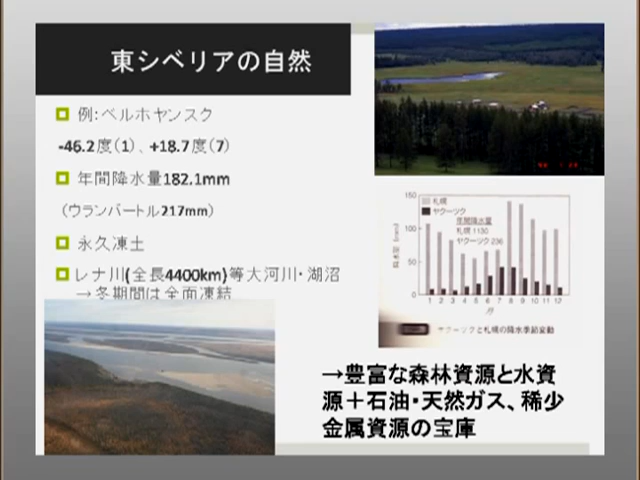 東シベリアの自然
例:ベルホヤンスク
-46.2度(1)、+18.7度(7)
年間降水量182.1mm
(ウランバートル217mm)
永久凍土
レナ川(全長4400km)等大河川・湖沼
→冬期間は全面凍結
150
100
50
0
札幌
ヤクーツク
年間降水量
札幌 1130
ヤクーツク 236
1 2 3 4 5 6 7 8 9 10 11 12
月
ヤクーツクと札幌の降水季節変動
→豊富な森林資源と水資
源＋石油・天然ガス、稀少
金属資源の宝庫